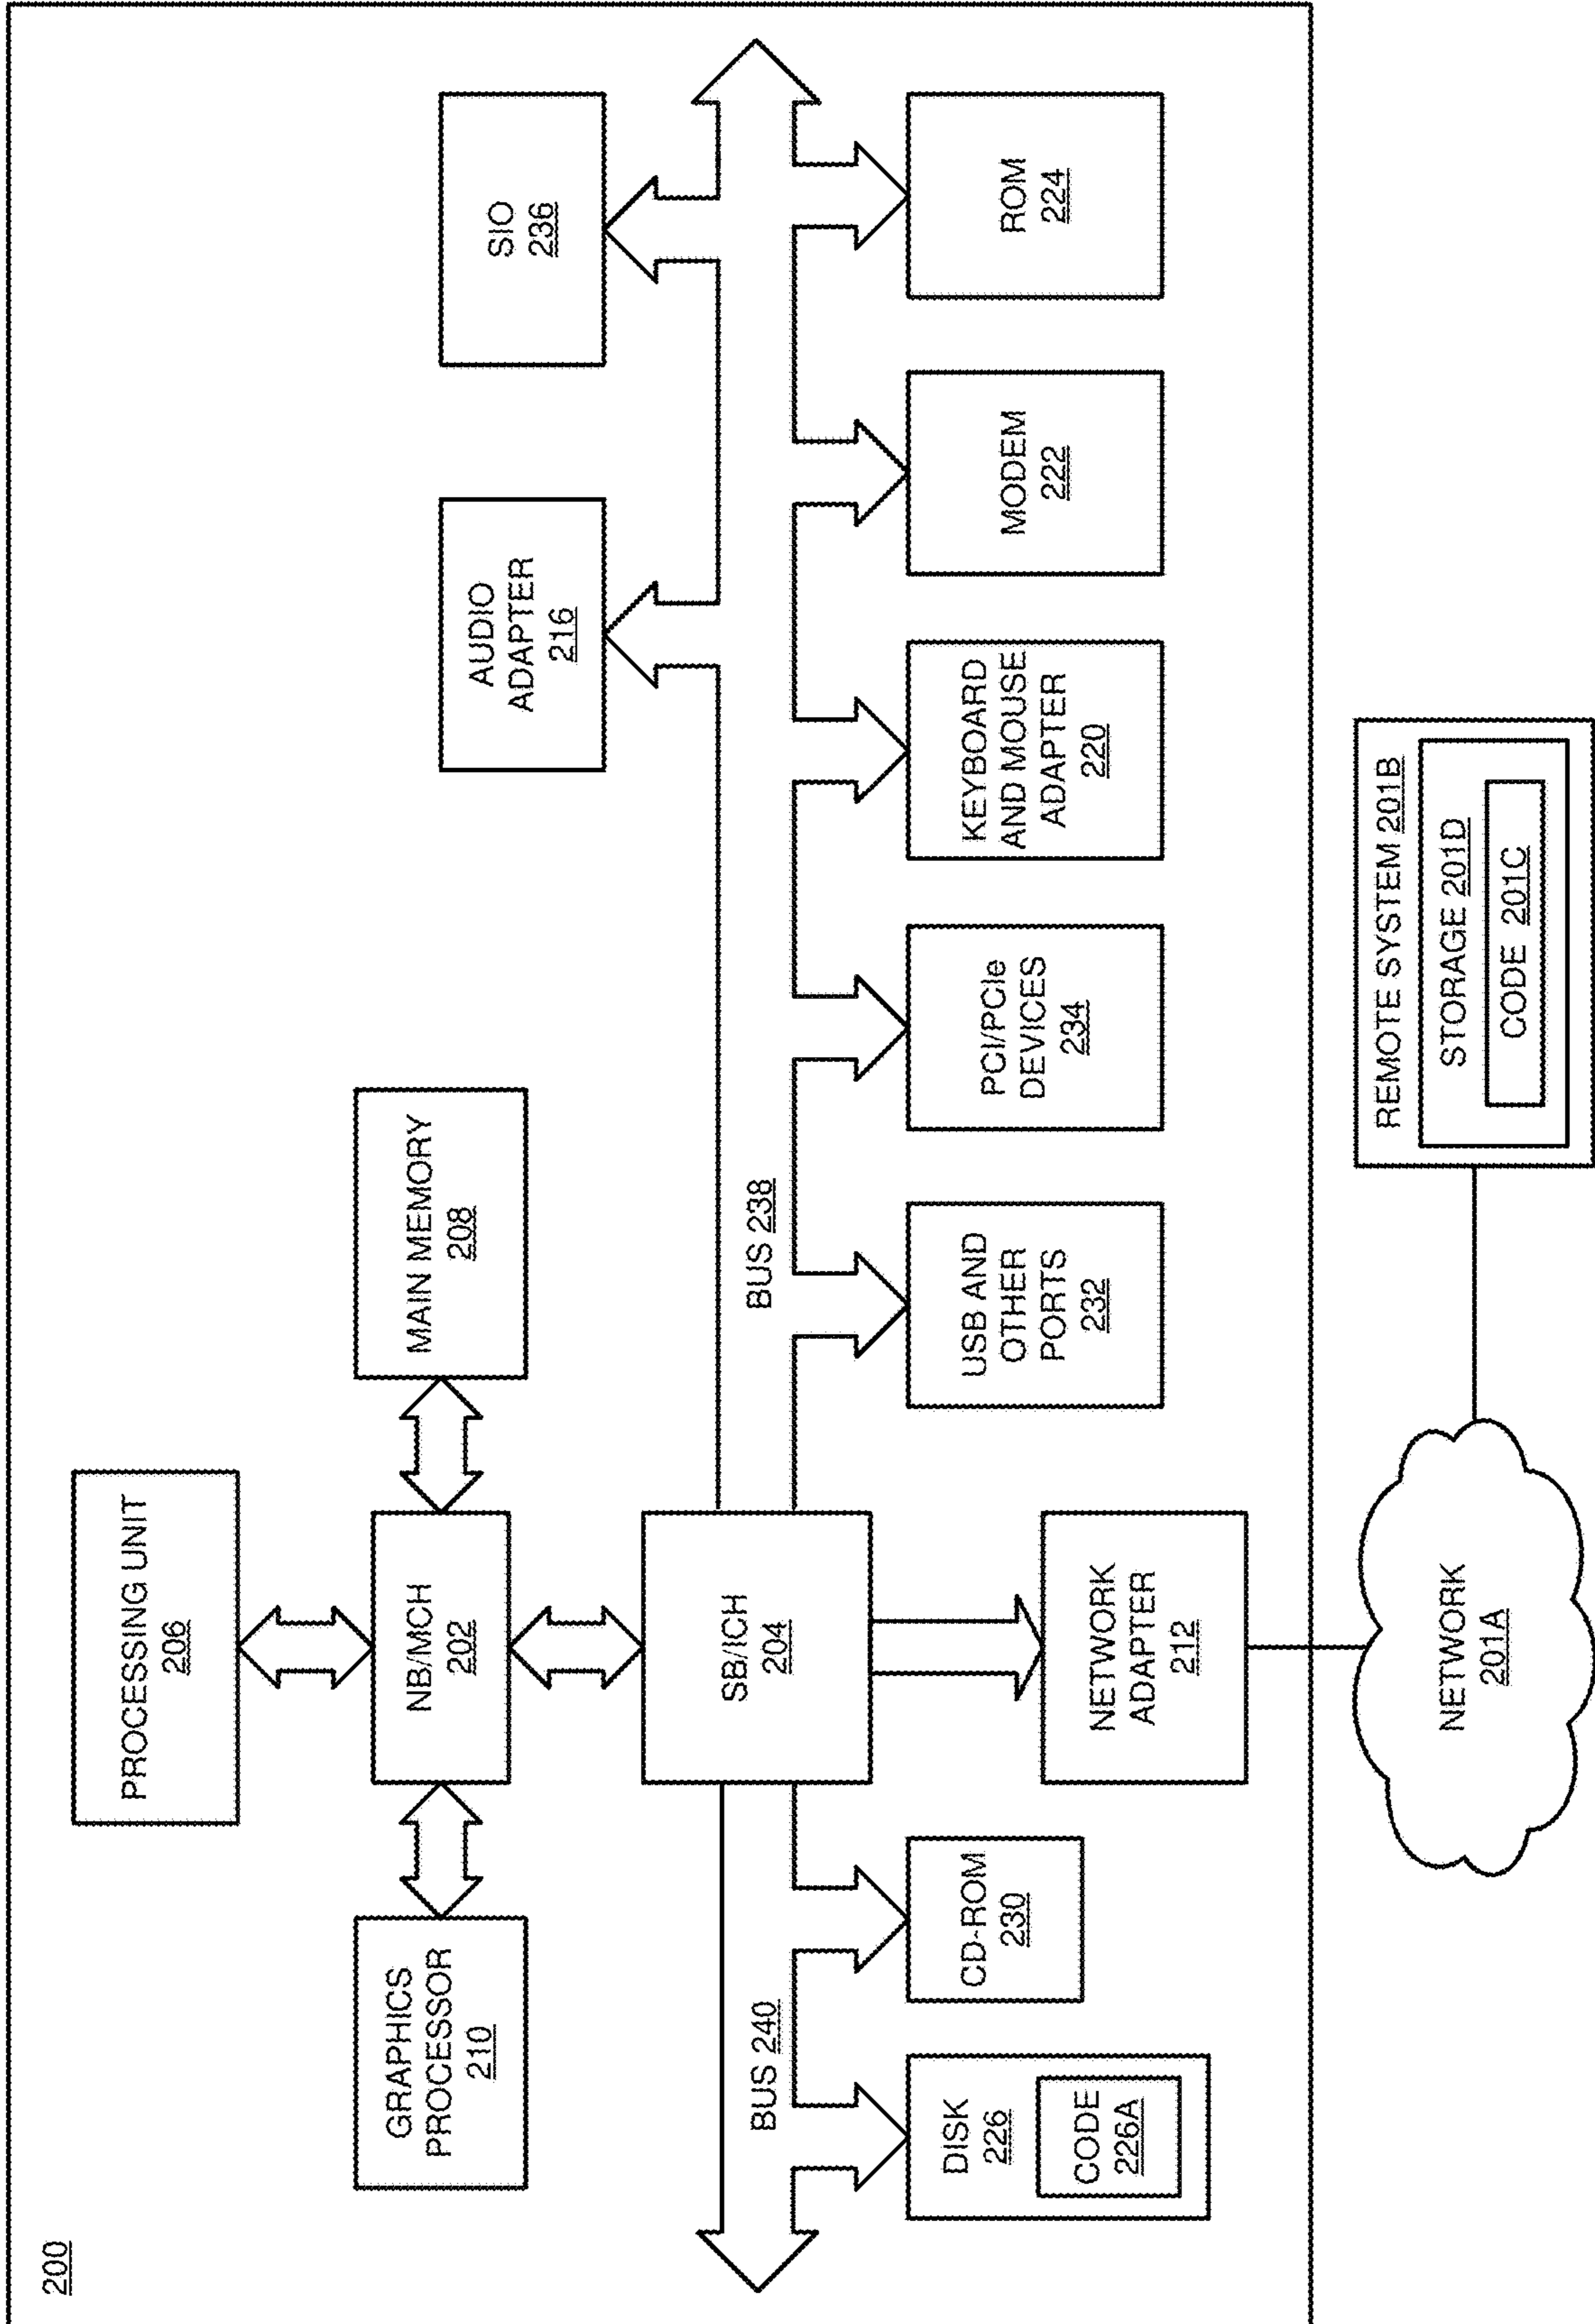 200
PROCESSING UNIT
206
GRAPHICS
PROCESSOR
210
NB/MCH
202
MAIN MEMORY
208
AUDIO
ADAPTER
216
SIO
236
SB/ICH
204
BUS 240
BUS 238
DISK
226
CODE
226A
CD-ROM
230
USB AND
OTHER
PORTS
232
PCI/PCIe
DEVICES
234
KEYBOARD
AND MOUSE
ADAPTER
220
MODEM
222
ROM
224
NETWORK
ADAPTER
212
NETWORK
201A
REMOTE SYSTEM 201B
STORAGE 201D
CODE 201C